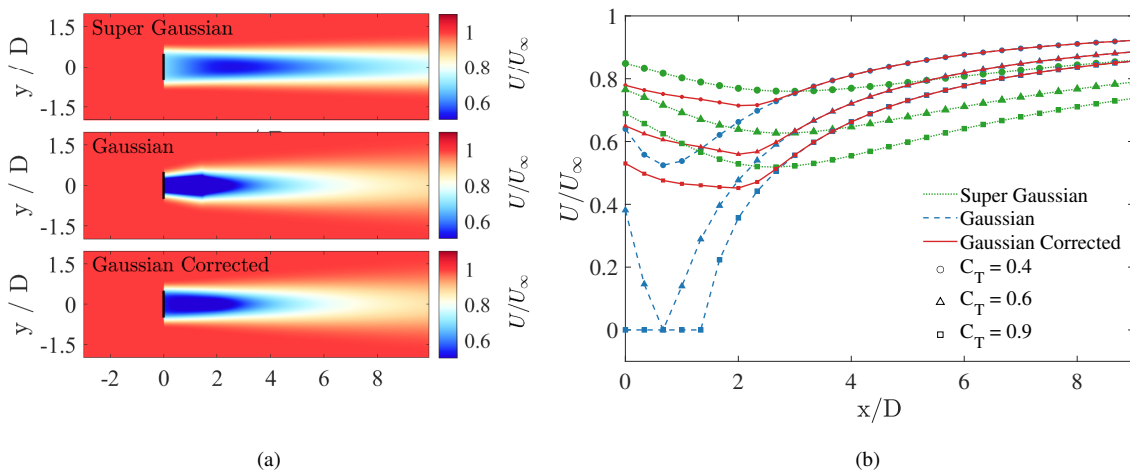 1.5
0
-1.5
y / D
Super Gaussian
1
0.8
0.6
U/U∞
1.5
0
-1.5
y / D
Gaussian
1
0.8
0.6
U/U∞
1.5
0
-1.5
y / D
Gaussian Corrected
1
0.8
0.6
U/U∞
-2 0 2 4 6 8
(a)
1
0.8
0.6
0.4
0.2
0
U/U∞
Super Gaussian
Gaussian
Gaussian Corrected
C_T = 0.4
C_T = 0.6
C_T = 0.9
0 2 4 6 8
x/D
(b)